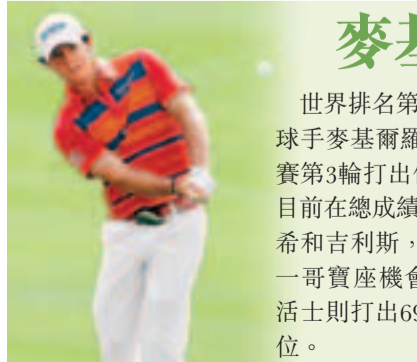 麥基
世界排名第
球手麥基爾羅
賽第3輪打出
目前在總成績
希和吉利斯，
一哥寶座機會
活士則打出69
位。